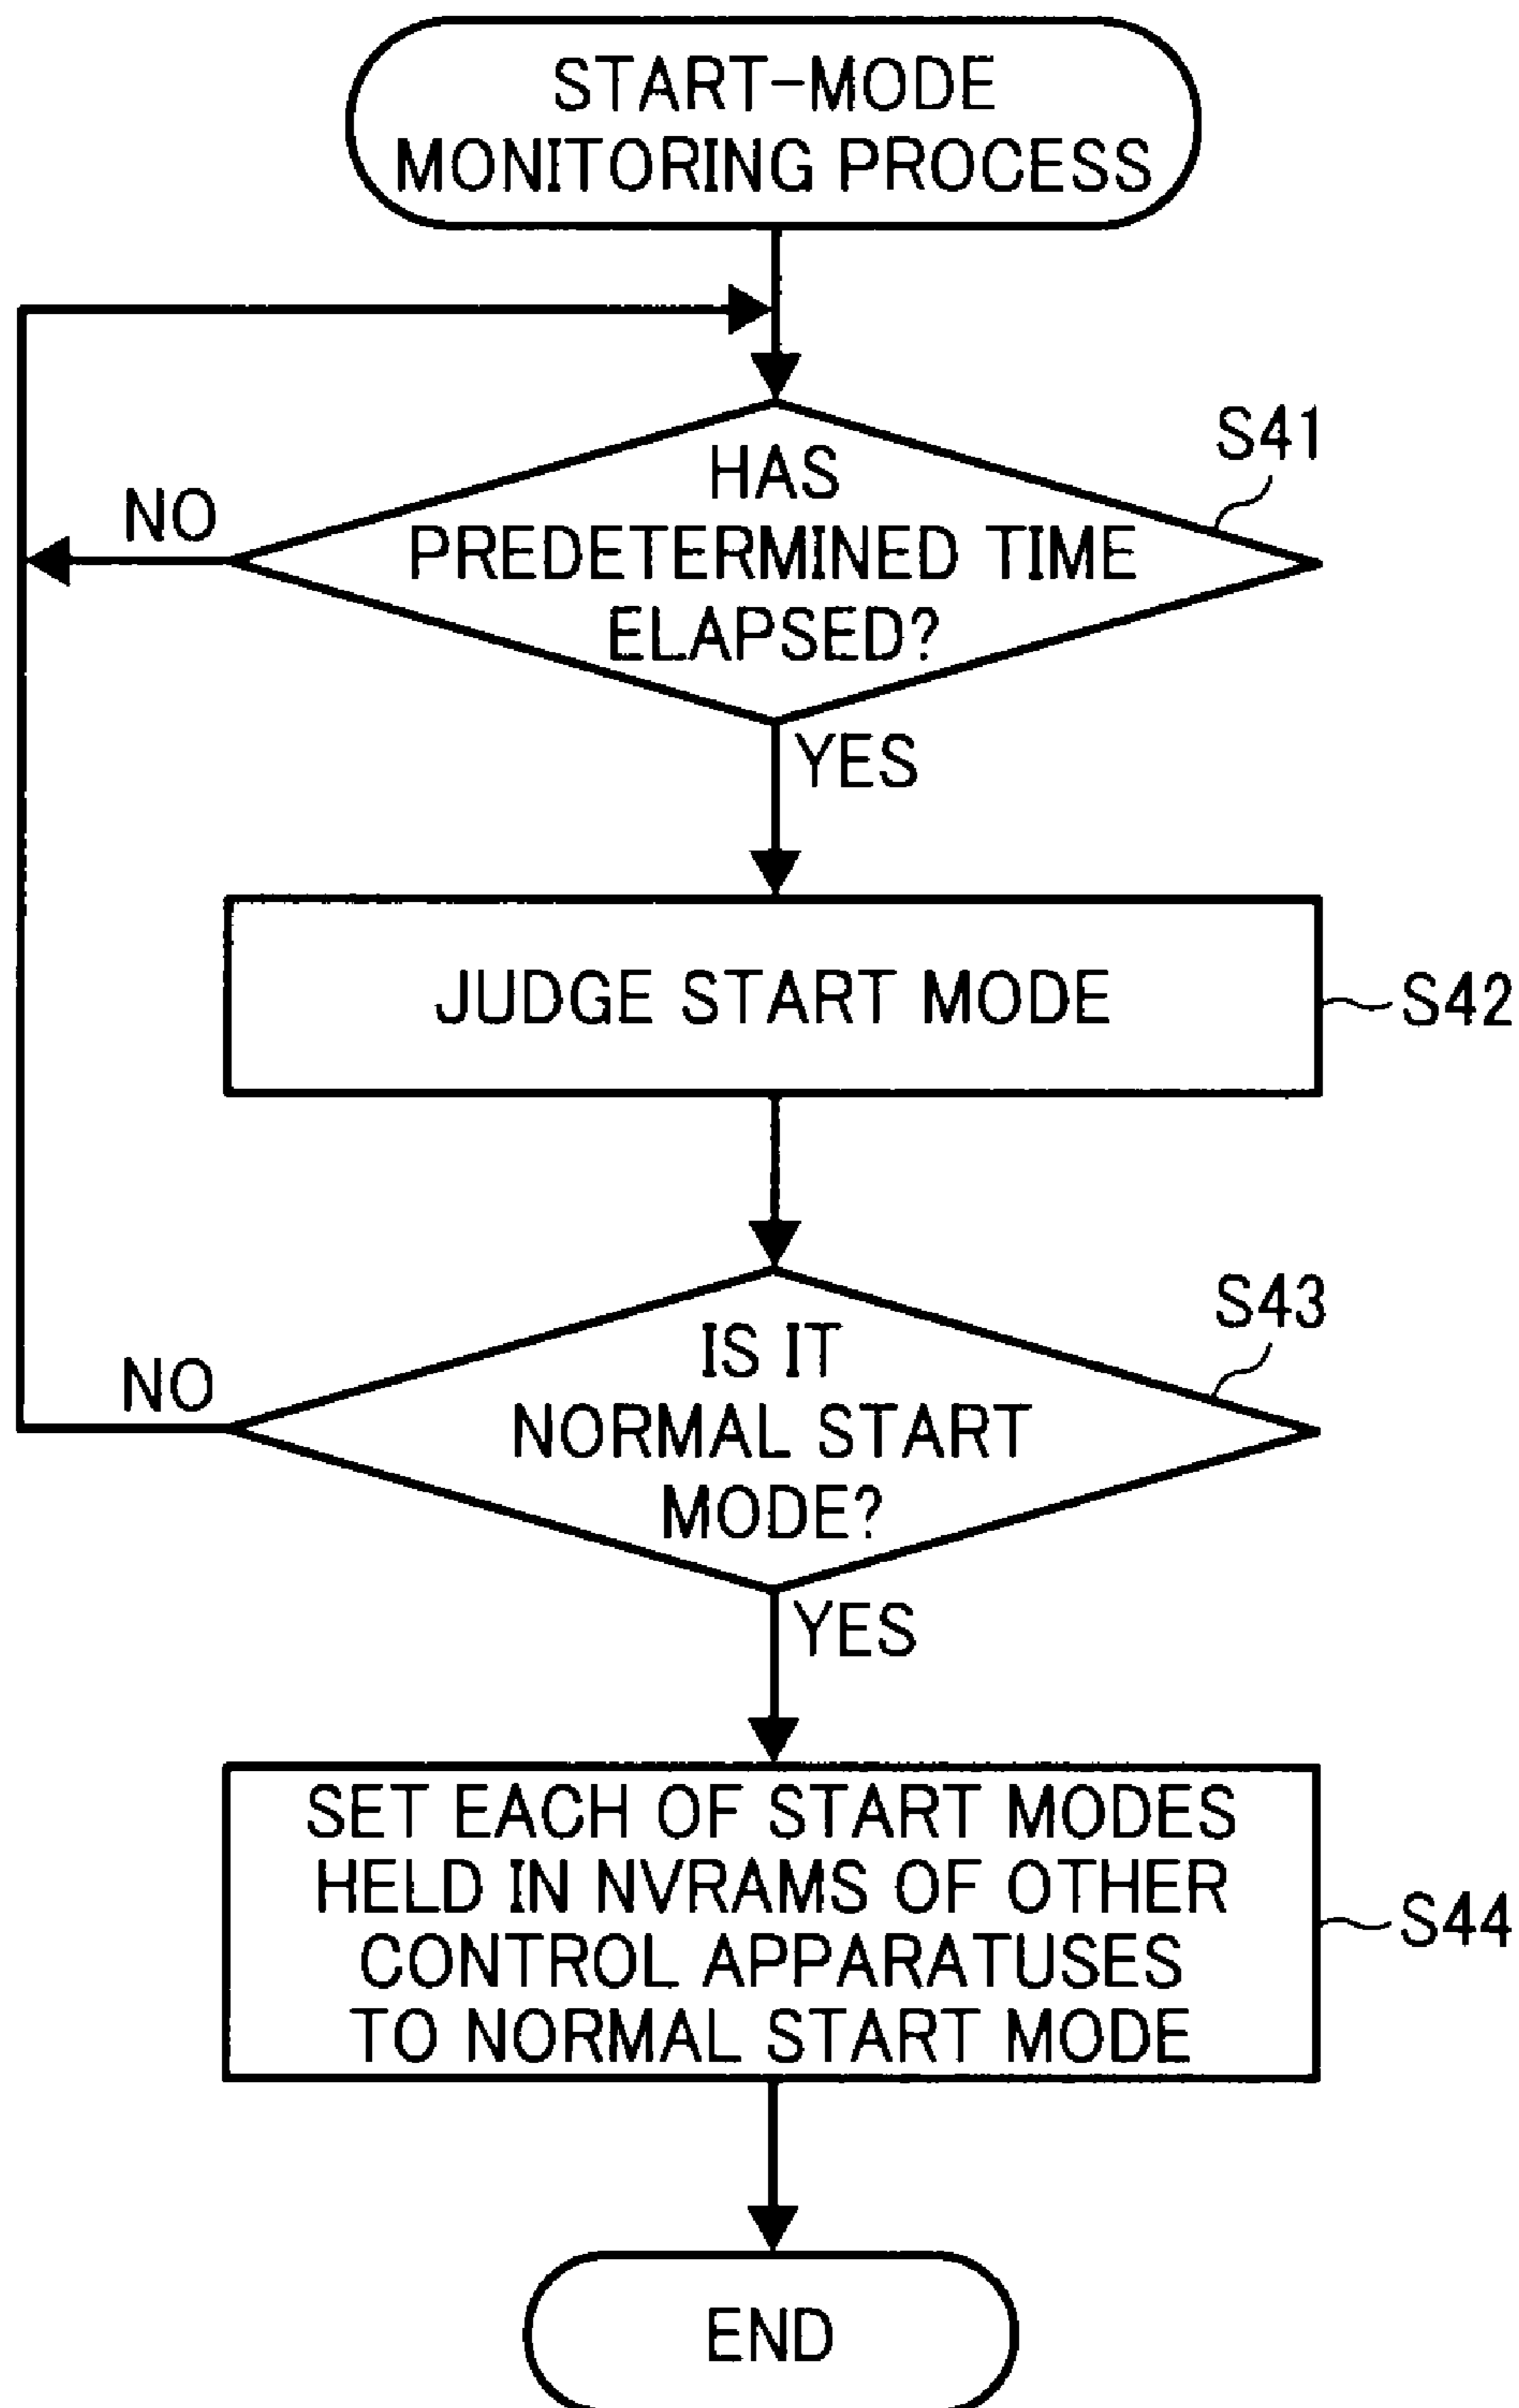 START-MODE
MONITORING PROCESS
S41
HAS
PREDETERMINED TIME
ELAPSED?
NO
YES
JUDGE START MODE
S42
S43
IS IT
NORMAL START
MODE?
NO
YES
SET EACH OF START MODES
HELD IN NVRAMS OF OTHER
CONTROL APPARATUSES
TO NORMAL START MODE
S44
END